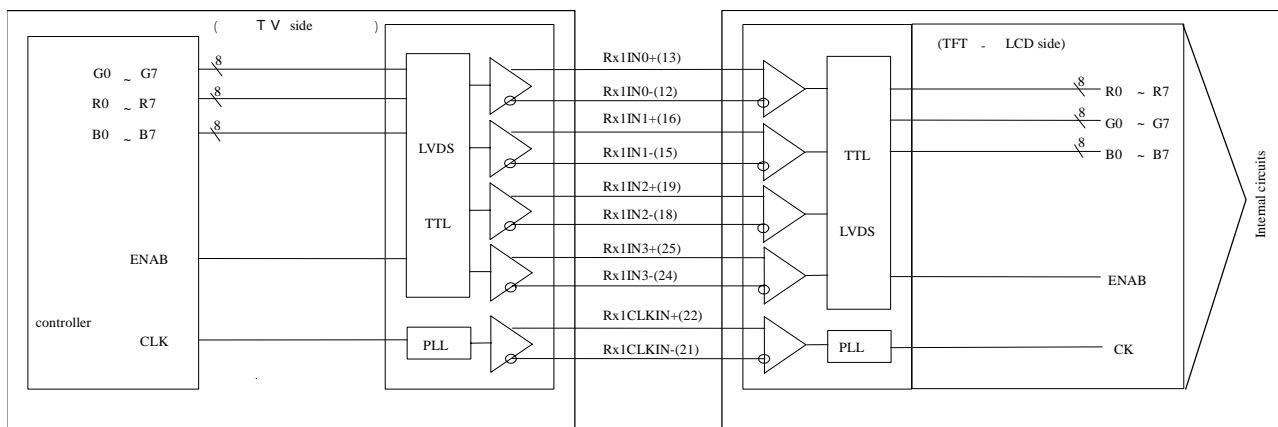 ( TV side )
G0 ~ G7
8
R0 ~ R7
8
B0 ~ B7
8
ENAB
controller
CLK
LVDS
TTL
PLL
Rx1IN0+(13)
Rx1IN0-(12)
Rx1IN1+(16)
Rx1IN1-(15)
Rx1IN2+(19)
Rx1IN2-(18)
Rx1IN3+(25)
Rx1IN3-(24)
Rx1CLKIN+(22)
Rx1CLKIN-(21)
TTL
LVDS
PLL
(TFT - LCD side)
8
R0 ~ R7
8
G0 ~ G7
8
B0 ~ B7
ENAB
CK
Internal circuits